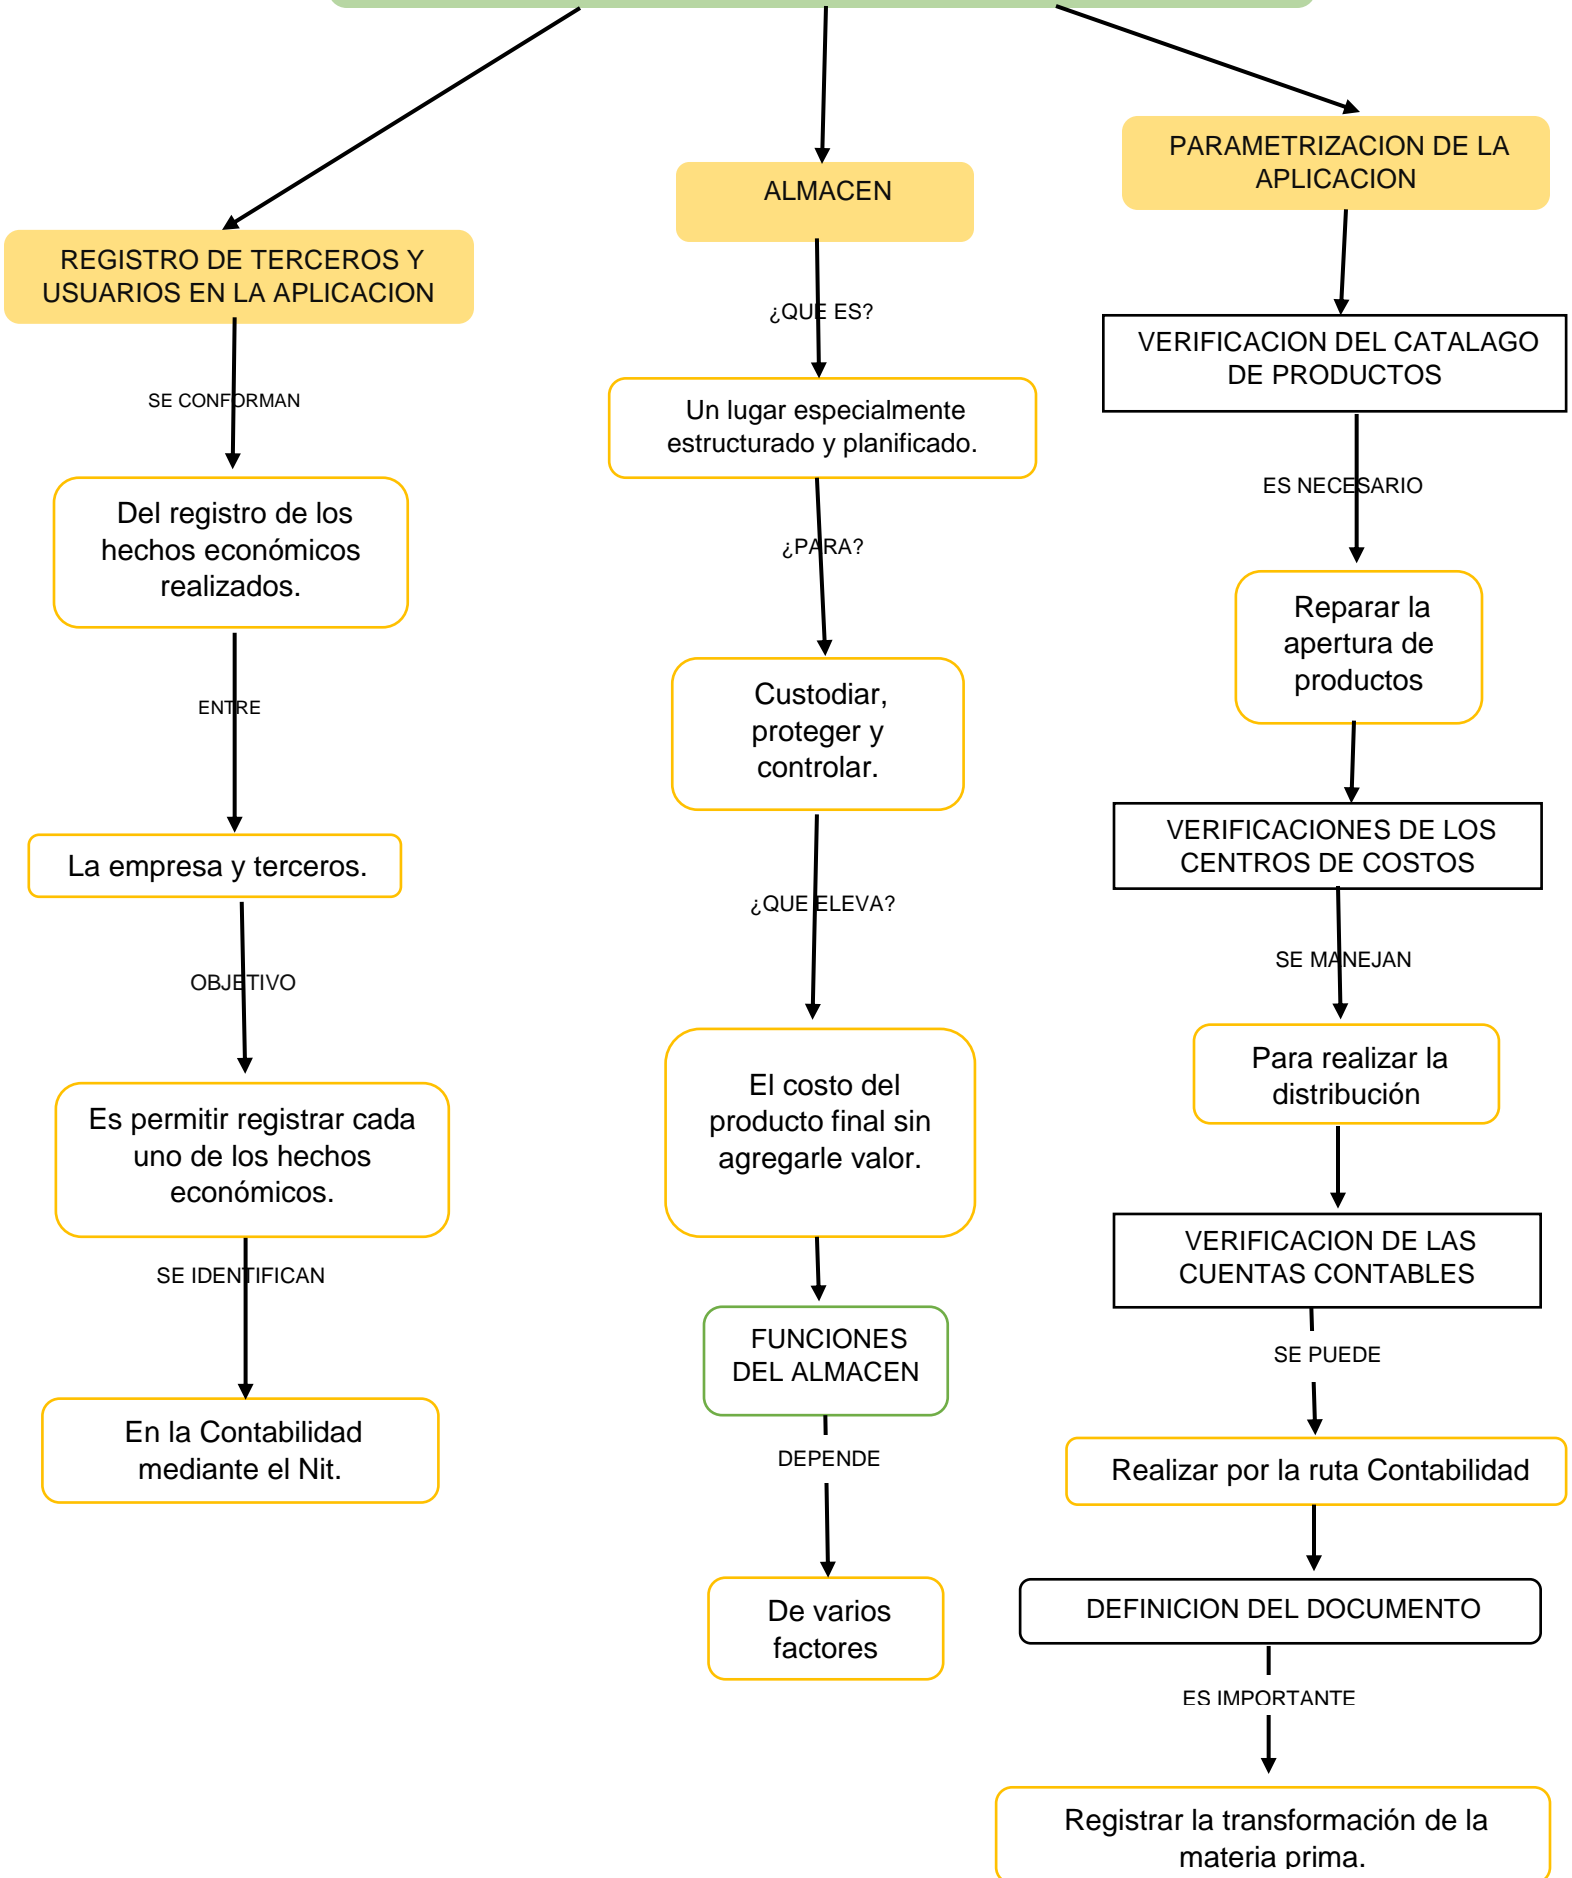 REGISTRO DE TERCEROS Y
USUARIOS EN LA APLICACION
SE CONFORMAN
Del registro de los
hechos económicos
realizados.
ENTRE
La empresa y terceros.
OBJETIVO
Es permitir registrar cada
uno de los hechos
económicos.
SE IDENTIFICAN
En la Contabilidad
mediante el Nit.
ALMACEN
¿QUE ES?
Un lugar especialmente
estructurado y planificado.
¿PARA?
Custodiar,
proteger y
controlar.
¿QUE ELEVA?
El costo del
producto final sin
agregarle valor.
FUNCIONES
DEL ALMACEN
DEPENDE
De varios
factores
PARAMETRIZACION DE LA
APLICACION
VERIFICACION DEL CATALAGO
DE PRODUCTOS
ES NECESARIO
Reparar la
apertura de
productos
VERIFICACIONES DE LOS
CENTROS DE COSTOS
SE MANEJAN
Para realizar la
distribución
VERIFICACION DE LAS
CUENTAS CONTABLES
SE PUEDE
Realizar por la ruta Contabilidad
DEFINICION DEL DOCUMENTO
ES IMPORTANTE
Registrar la transformación de la
materia prima.